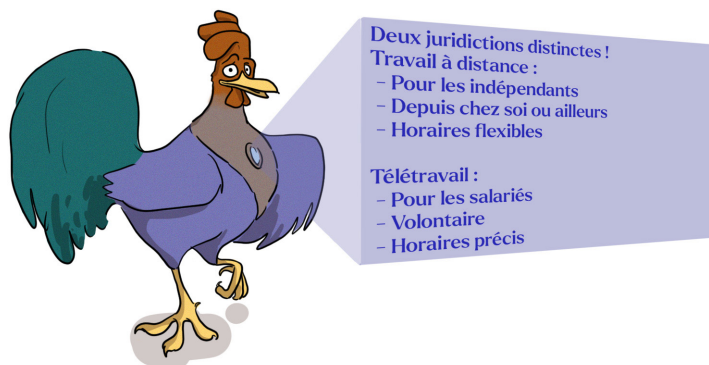 Deux juridictions distinctes !
Travail à distance :
– Pour les indépendants
– Depuis chez soi ou ailleurs
– Horaires flexibles
Télétravail :
– Pour les salariés
– Volontaire
– Horaires précis